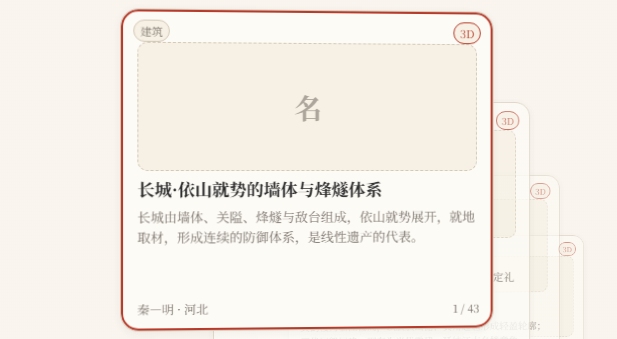 建筑
3D
名
长城·依山就势的墙体与烽燧体系
长城由墙体、关隘、烽燧与敌台组成，依山就势展开，就地
取材，形成连续的防御体系，是线性遗产的代表。
秦—明 · 河北
1 / 43
3D
3D
3D
定礼